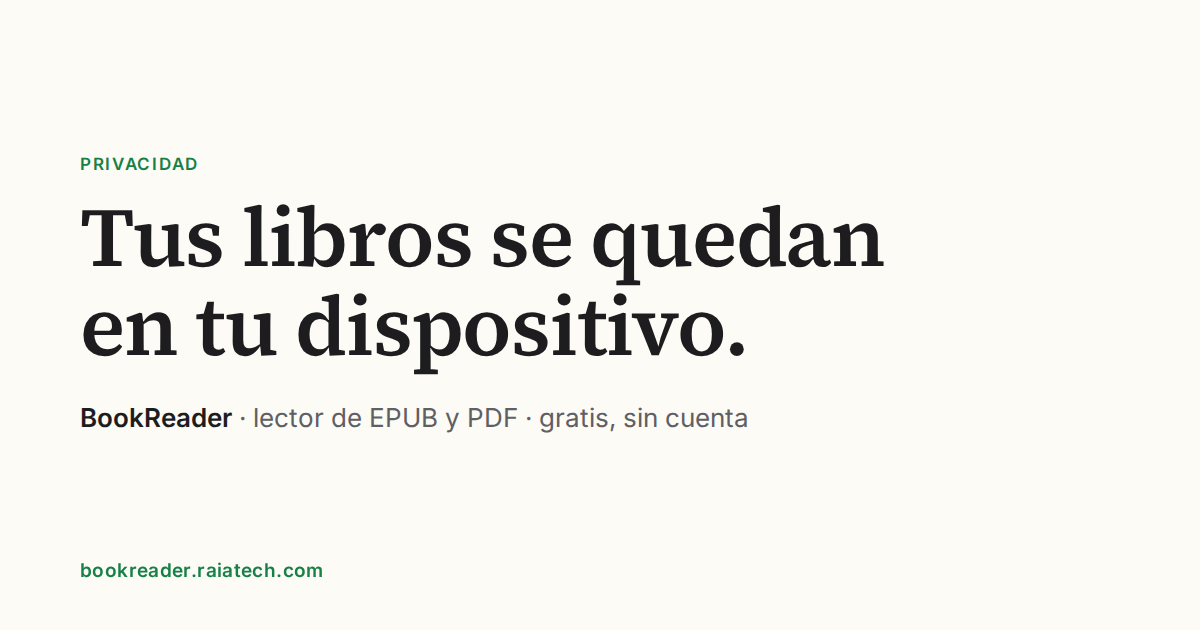 PRIVACIDAD
Tus libros se quedan
en tu dispositivo.
BookReader · lector de EPUB y PDF · gratis, sin cuenta
bookreader.raiatech.com